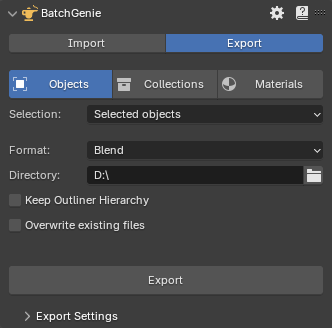 BatchGenie
Import Export
Objects Collections Materials
Selection: Selected objects
Format: Blend
Directory: D:\
Keep Outliner Hierarchy
Overwrite existing files
Export
Export Settings